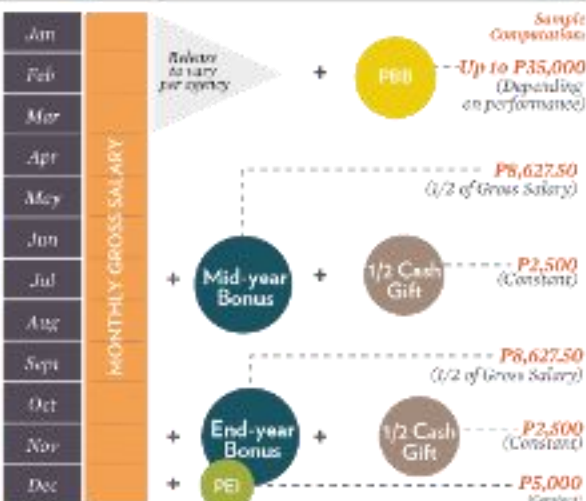 Jan
Feb
Mar
Apr
May
Jun
Jul
Aug
Sept
Oct
Nov
Dec
MONTHLY GROSS SALARY
Release
to vary
per agency
+
PBB
Sample
Computation:
Up to P35,000
(Depending
on performance)
P8,627.50
(1/2 of Gross Salary)
+
Mid-year
Bonus
+
1/2 Cash
Gift
P2,500
(Constant)
P8,627.50
(1/2 of Gross Salary)
+
End-year
Bonus
+
1/2 Cash
Gift
P2,500
(Constant)
+
PEI
P5,000